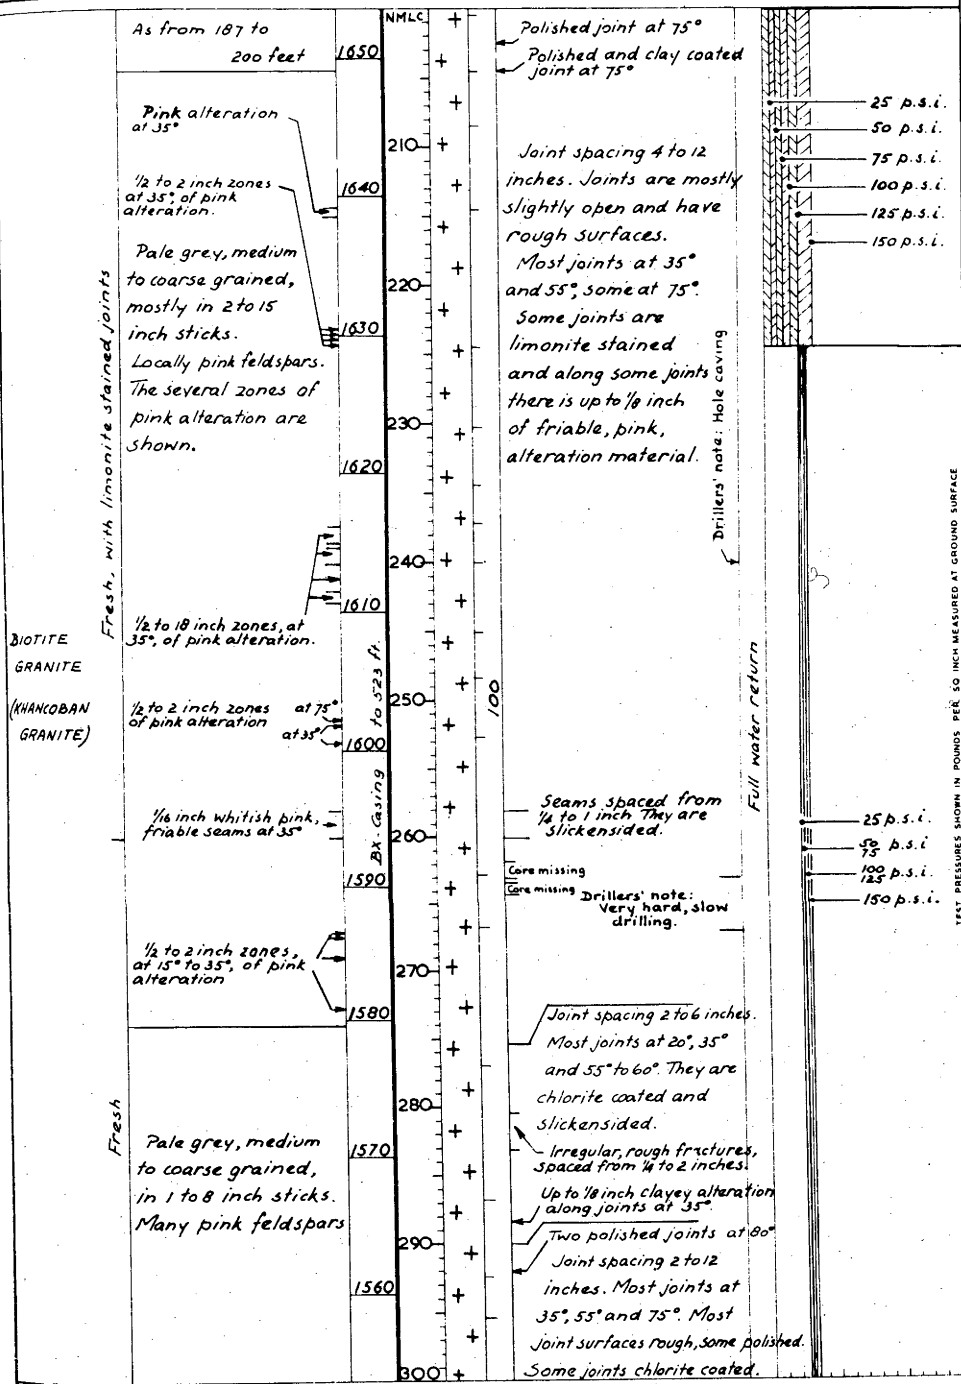 BIOTITE
GRANITE
(KHANCOBAN
GRANITE)
Fresh, with limonite stained joints
Fresh
As from 187 to
200 feet
Pink alteration
at 35°
1/2 to 2 inch zones
at 35°, of pink
alteration.
Pale grey, medium
to coarse grained,
mostly in 2 to 15
inch sticks.
Locally pink feldspars.
The several zones of
pink alteration are
shown.
1/2 to 18 inch zones, at
35°, of pink alteration.
1/2 to 2 inch zones at 75°
of pink alteration
at 35°
1/16 inch whitish pink,
friable seams at 35°
1/2 to 2 inch zones,
at 15° to 35°, of pink
alteration
Pale grey, medium
to coarse grained,
in 1 to 8 inch sticks.
Many pink feldspars
1650
1640
1630
1620
1610
1600
1590
1580
1570
1560
NMLC
BX. Casing to 523 ft.
210
220
230
240
250
260
270
280
290
300
100
Polished joint at 75°
Polished and clay coated
joint at 75°
Joint spacing 4 to 12
inches. Joints are mostly
slightly open and have
rough surfaces.
Most joints at 35°
and 55°, some at 75°.
Some joints are
limonite stained
and along some joints
there is up to 1/8 inch
of friable, pink,
alteration material.
Seams spaced from
1/4 to 1 inch They are
slickensided.
Core missing
Core missing
Drillers' note:
Very hard, slow
drilling.
Joint spacing 2 to 6 inches.
Most joints at 20°, 35°
and 55° to 60°. They are
chlorite coated and
slickensided.
Irregular, rough fractures,
spaced from 1/4 to 2 inches.
Up to 1/8 inch clayey alteration
along joints at 35°.
Two polished joints at 80°
Joint spacing 2 to 12
inches. Most joints at
35°, 55° and 75°. Most
joint surfaces rough, some polished.
Some joints chlorite coated.
Drillers' note: Hole caving
Full water return
25 p.s.i.
50 p.s.i.
75 p.s.i.
100 p.s.i.
125 p.s.i.
150 p.s.i.
3
25 p.s.i.
50
75 p.s.i.
100
125 p.s.i.
150 p.s.i.
TEST PRESSURES SHOWN IN POUNDS PER SQ INCH MEASURED AT GROUND SURFACE